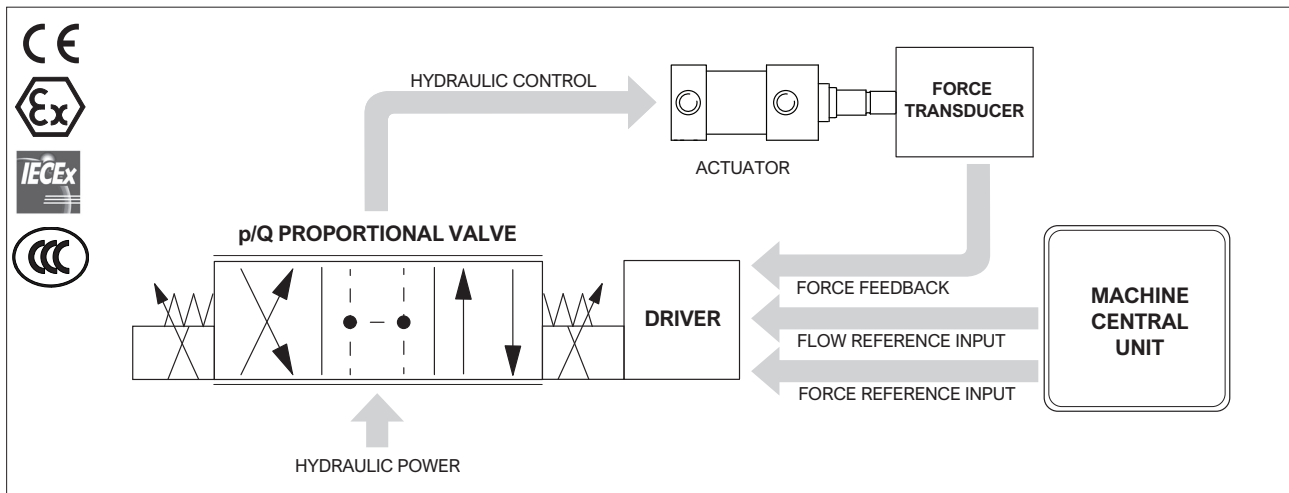 CE
Ex
IECEx
CCC
HYDRAULIC CONTROL
FORCE
TRANSDUCER
ACTUATOR
p/Q PROPORTIONAL VALVE
DRIVER
FORCE FEEDBACK
FLOW REFERENCE INPUT
FORCE REFERENCE INPUT
MACHINE
CENTRAL
UNIT
HYDRAULIC POWER